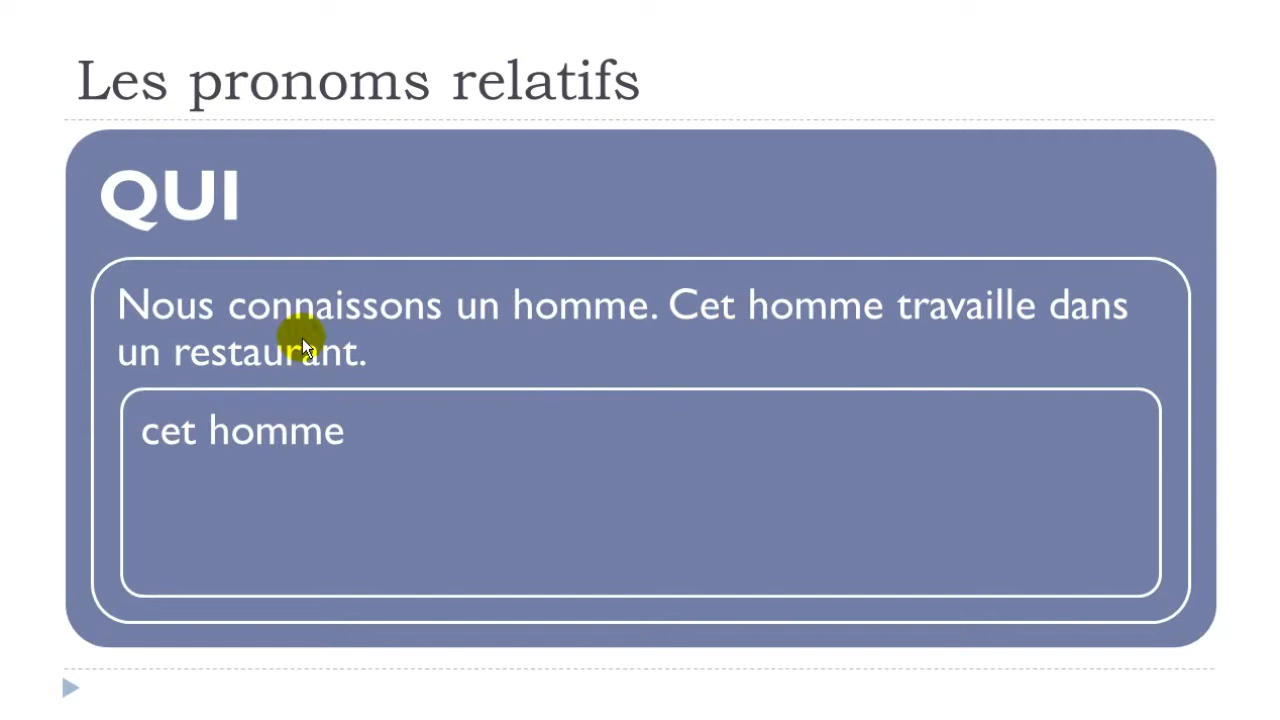 Les pronoms relatifs
QUI
Nous connaissons un homme. Cet homme travaille dans
un restaurant.
cet homme